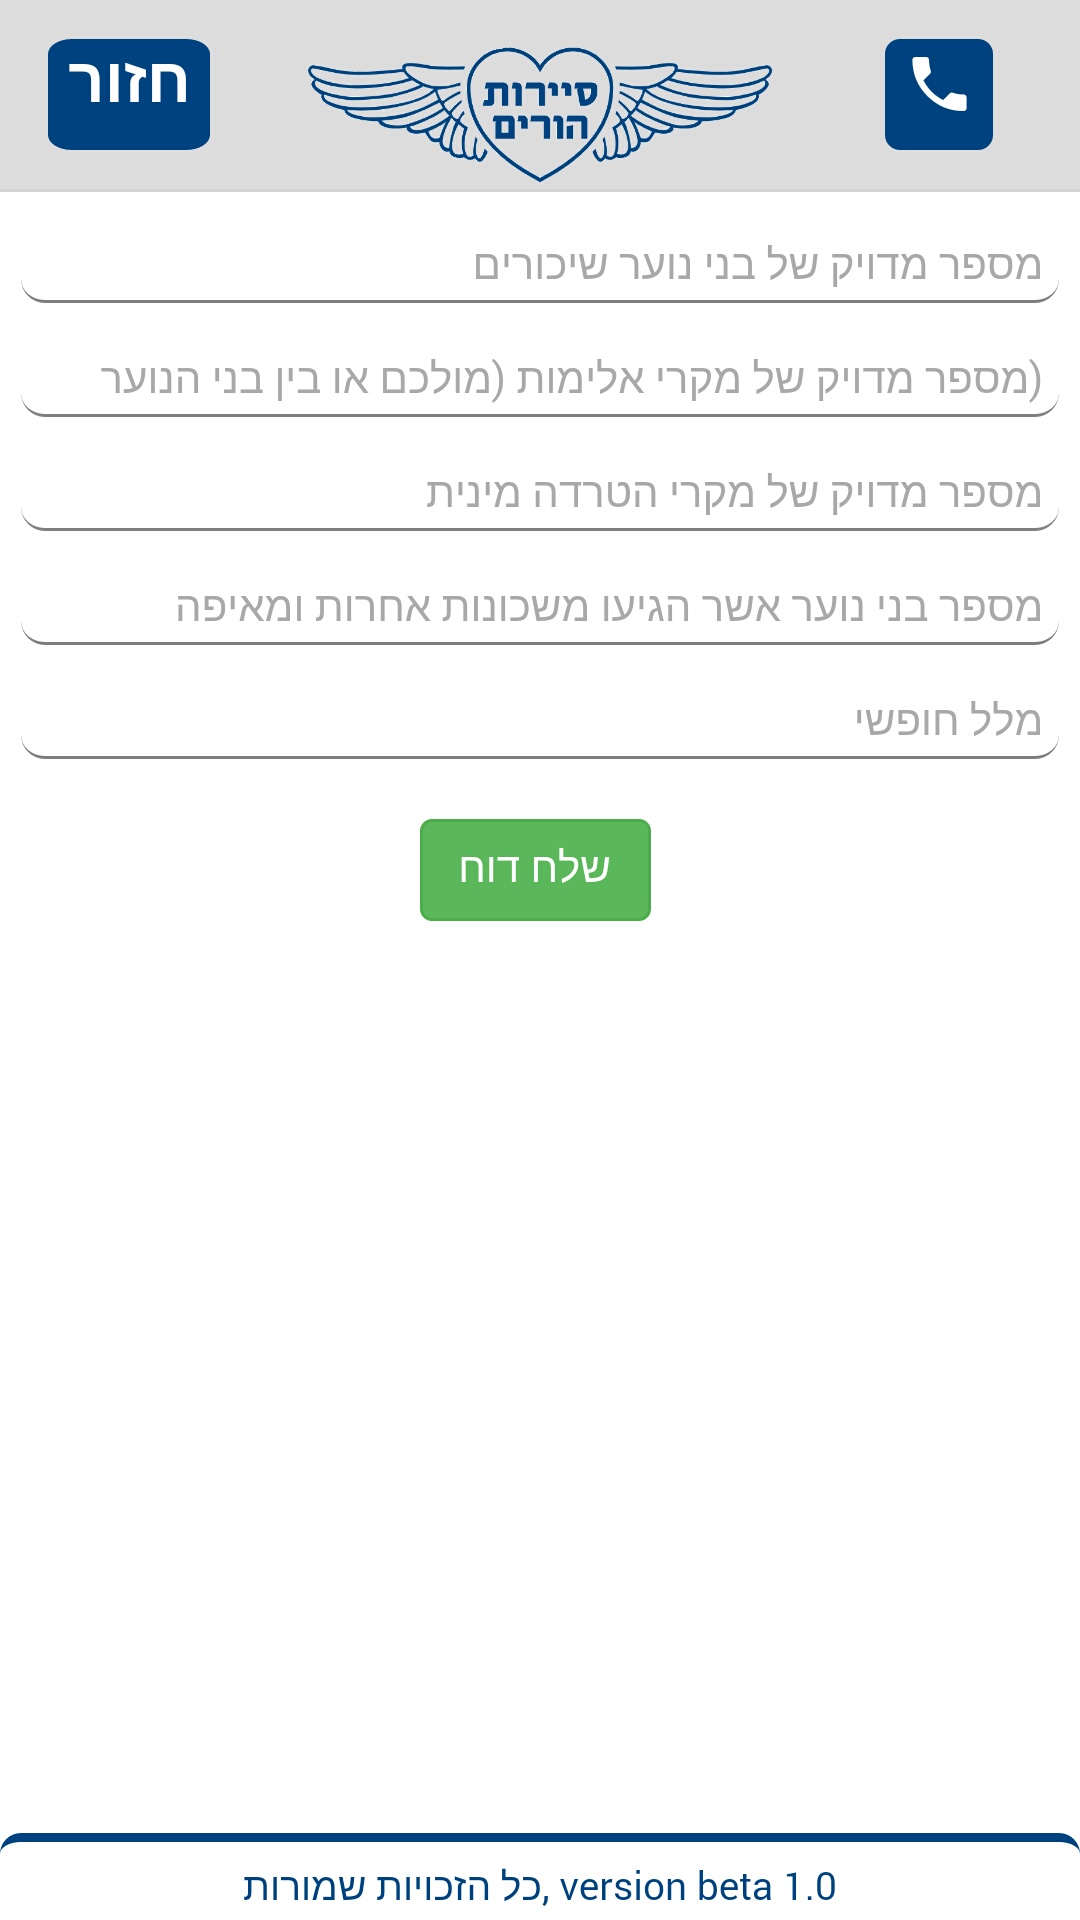 חזור
סיירות
הורים
מספר מדויק של בני נוער שיכורים
(מספר מדויק של מקרי אלימות (מולכם או בין בני הנוער
מספר מדויק של מקרי הטרדה מינית
מספר בני נוער אשר הגיעו משכונות אחרות ומאיפה
מלל חופשי
שלח דוח
כל הזכויות שמורות, version beta 1.0